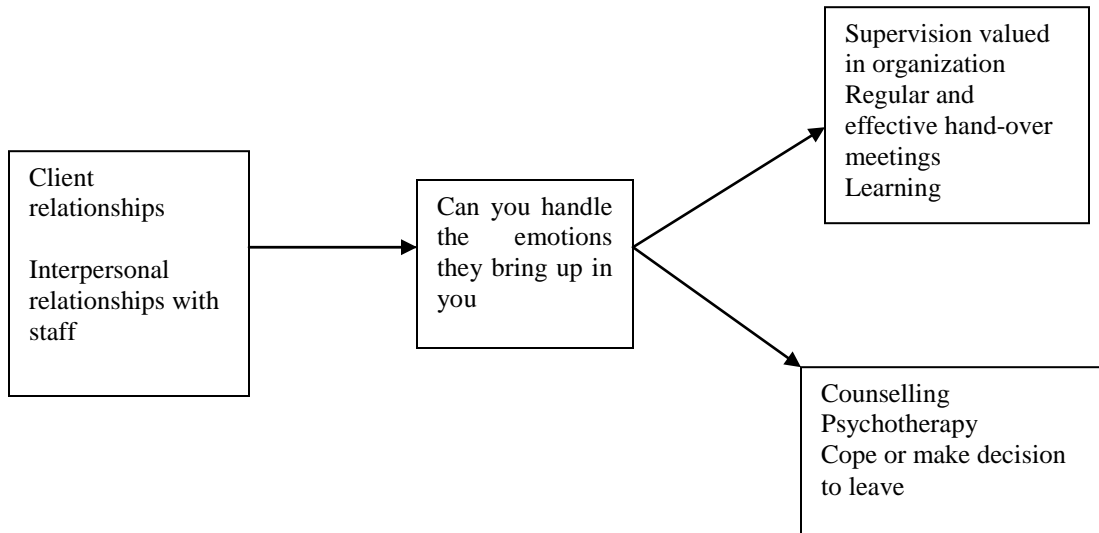 Client
relationships
Interpersonal
relationships with
staff
Can you handle
the emotions
they bring up in
you
Supervision valued
in organization
Regular and
effective hand-over
meetings
Learning
Counselling
Psychotherapy
Cope or make decision
to leave